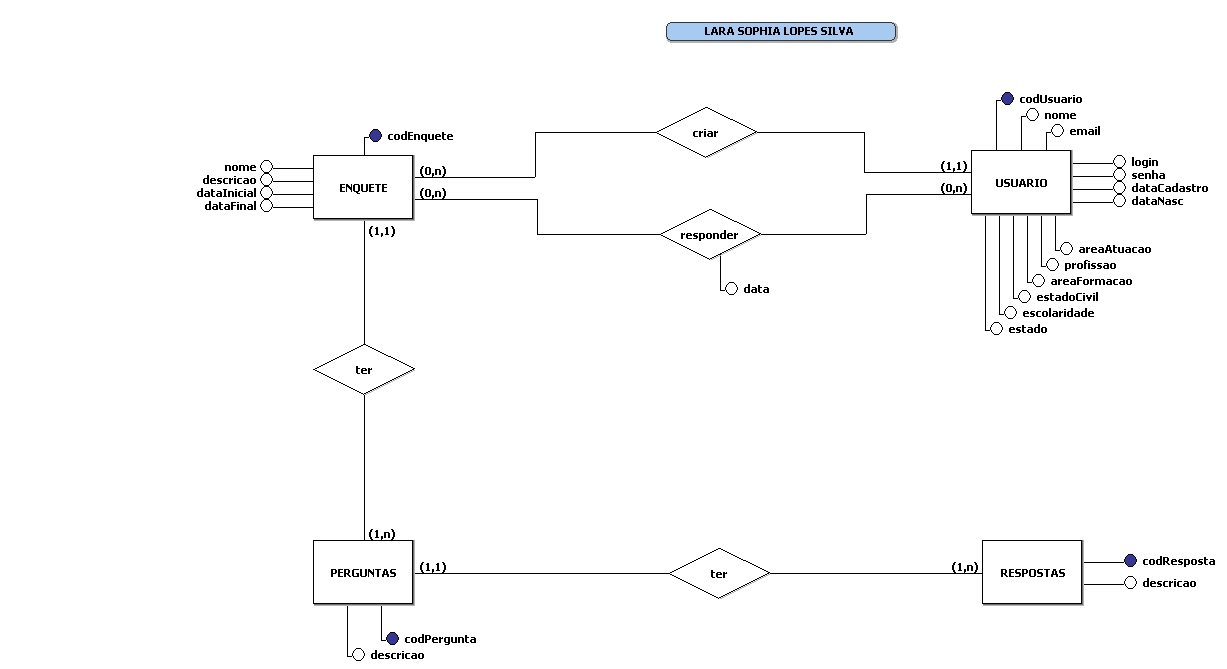 LARA SOPHIA LOPES SILVA
codUsuario
nome
email
criar
codEnquete
nome
descricao
dataInicial
dataFinal
ENQUETE
(0,n)
(0,n)
(1,1)
(1,1)
(0,n)
USUARIO
login
senha
dataCadastro
dataNasc
responder
data
areaAtuacao
profissao
areaFormacao
estadoCivil
escolaridade
estado
ter
(1,n)
PERGUNTAS
(1,1)
ter
(1,n)
RESPOSTAS
codResposta
descricao
codPergunta
descricao